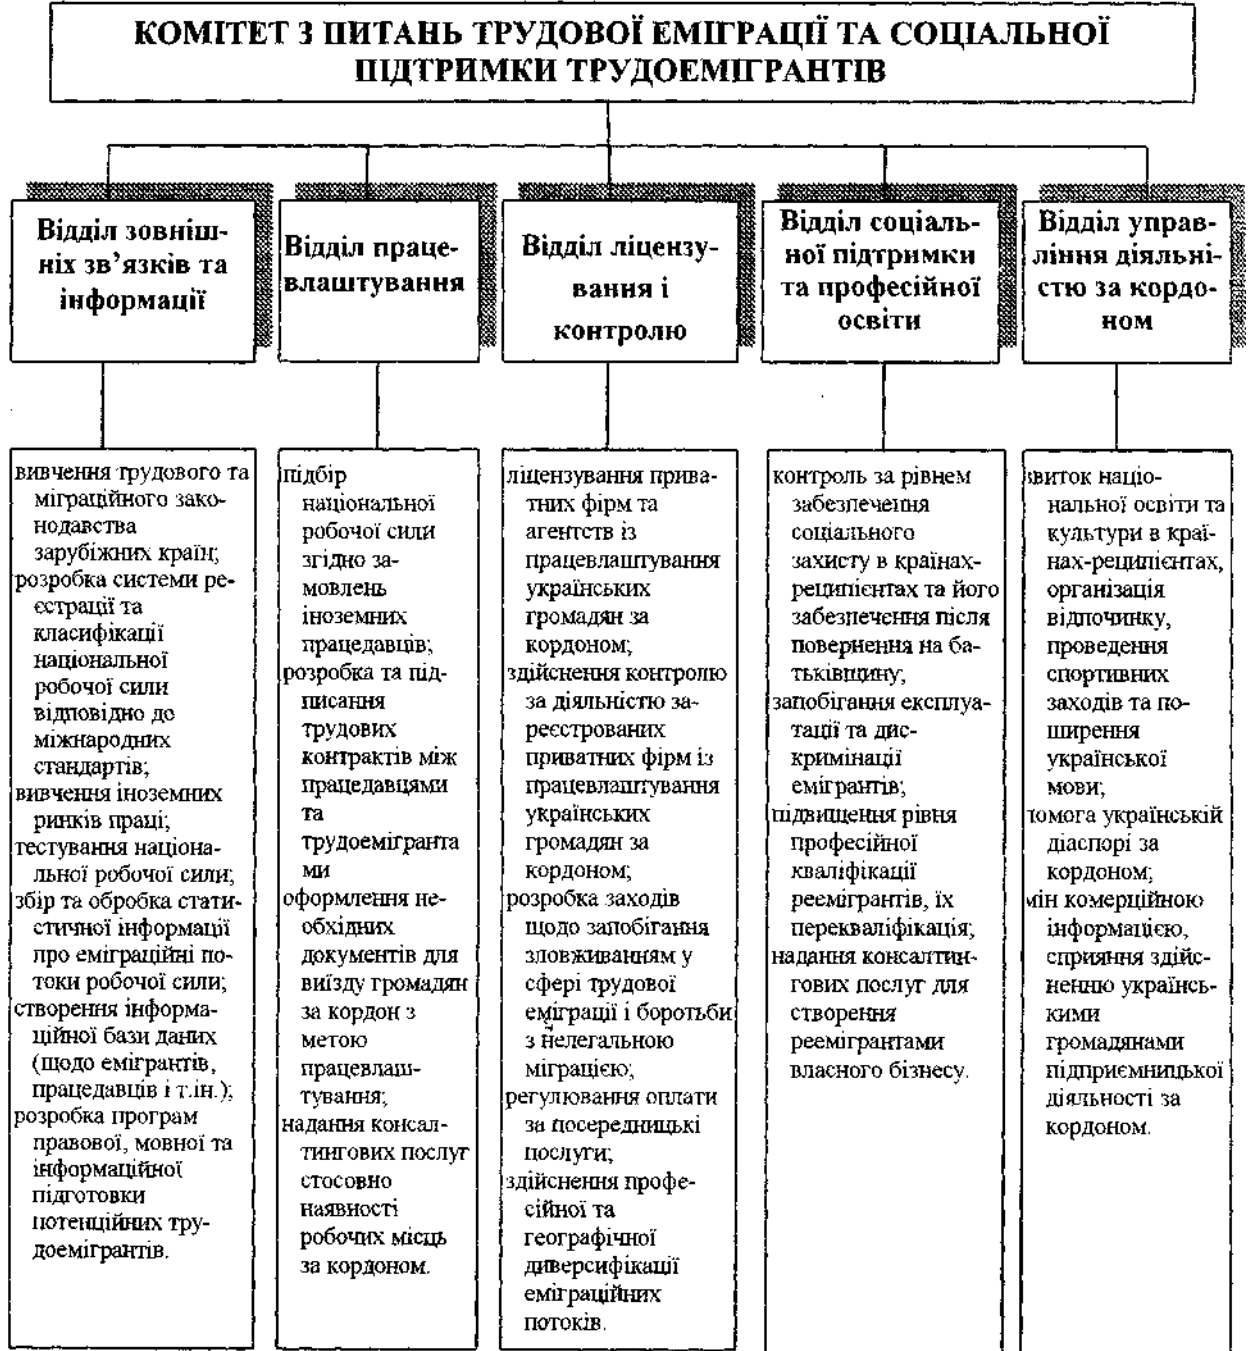 КОМІТЕТ З ПИТАНЬ ТРУДОВОЇ ЕМІГРАЦІЇ ТА СОЦІАЛЬНОЇ
ПІДТРИМКИ ТРУДОЕМІГРАНТІВ
Відділ зовніш-
ніх зв’язків та
інформації
Відділ праце-
влаштування
Відділ ліцензу-
вання і
контролю
Відділ соціаль-
ної підтримки
та професійної
освіти
Відділ управ-
ління діяльні-
стю за кордо-
ном
вивчення трудового та
міграційного зако-
нодавства
зарубіжних країн;
розробка системи ре-
єстрації та
класифікації
національної
робочої сили
відповідно до
міжнародних
стандартів;
вивчення іноземних
ринків праці;
тестування націона-
льної робочої сили;
збір та обробка стати-
стичної інформації
про еміграційні по-
токи робочої сили;
створення інформа-
ційної бази даних
(щодо емігрантів,
працедавців і т.ін.);
розробка програм
правової, мовної та
інформаційної
підготовки
потенційних тру-
доемігрантів.
підбір
національної
робочої сили
згідно за-
мовлень
іноземних
працедавців;
розробка та під-
писання
трудових
контрактів між
працедавцями
та
трудоемігранта
ми
оформлення не-
обхідних
документів для
виїзду громадян
за кордон з
метою
працевлаш-
тування;
надання консал-
тингових послуг
стосовно
наявності
робочих місць
за кордоном.
ліцензування прива-
тних фірм та
агентств із
працевлаштування
українських
громадян за
кордоном;
здійснення контролю
за діяльністю за-
реєстрованих
приватних фірм із
працевлаштування
українських
громадян за
кордоном;
розробка заходів
щодо запобігання
зловживанням у
сфері трудової
еміграції і боротьби
з нелегальною
міграцією;
регулювання оплати
за посередницькі
послуги;
здійснення профе-
сійної та
географічної
диверсифікації
еміграційних
потоків.
контроль за рівнем
забезпечення
соціального
захисту в країнах-
реципієнтах та його
забезпечення після
повернення на ба-
тьківщину;
запобігання експлуа-
тації та дис-
кримінації
емігрантів;
підвищення рівня
професійної
кваліфікації
реемігрантів, їх
перекваліфікація;
надання консалтин-
гових послуг для
створення
реемігрантами
власного бізнесу.
звиток націо-
нальної освіти та
культури в краї-
нах-реципієнтах,
організація
відпочинку,
проведення
спортивних
заходів та по-
ширення
української
мови;
помога українській
діаспорі за
кордоном;
мін комерційною
інформацією,
сприяння здійс-
ненню українсь-
кими
громадянами
підприємницької
діяльності за
кордоном.